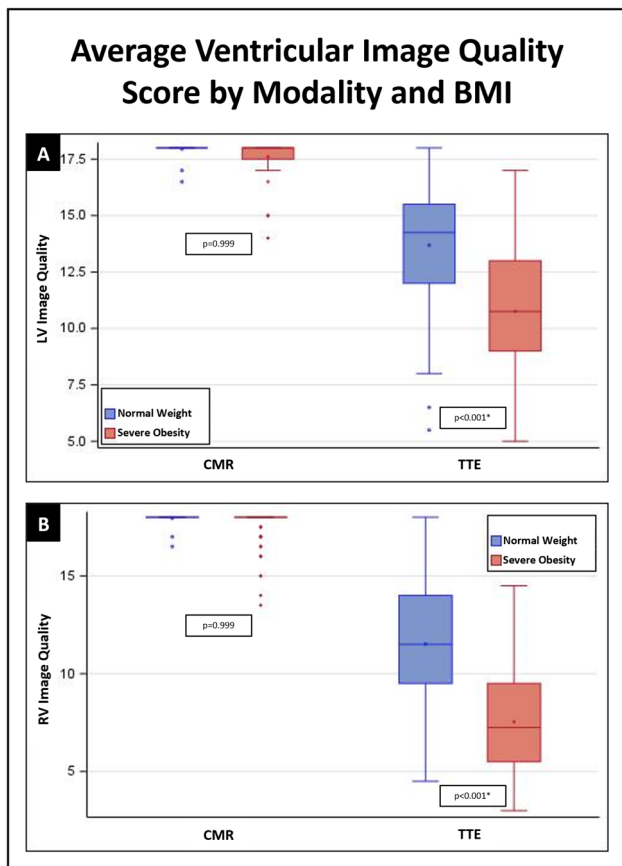 Average Ventricular Image Quality
Score by Modality and BMI
A
LV Image Quality
17.5
15.0
12.5
10.0
7.5
5.0
p=0.999
p<0.001*
Normal Weight
Severe Obesity
CMR
TTE
B
RV Image Quality
15
10
5
Normal Weight
Severe Obesity
p=0.999
p<0.001*
CMR
TTE